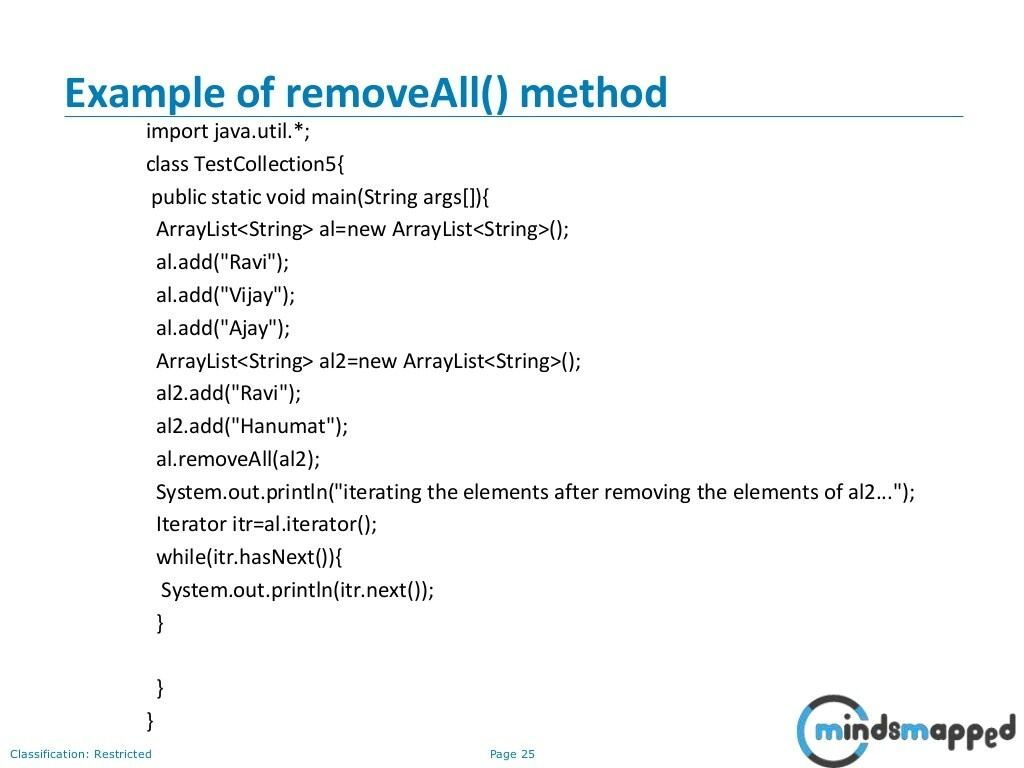 Example of removeAll() method
import java.util.*;
class TestCollection5{
public static void main(String args[]){
ArrayList<String> al=new ArrayList<String>();
al.add("Ravi");
al.add("Vijay");
al.add("Ajay");
ArrayList<String> al2=new ArrayList<String>();
al2.add("Ravi");
al2.add("Hanumat");
al.removeAll(al2);
System.out.println("iterating the elements after removing the elements of al2...");
Iterator itr=al.iterator();
while(itr.hasNext()){
System.out.println(itr.next());
}
}
}
mindsmapped
Classification: Restricted
Page 25